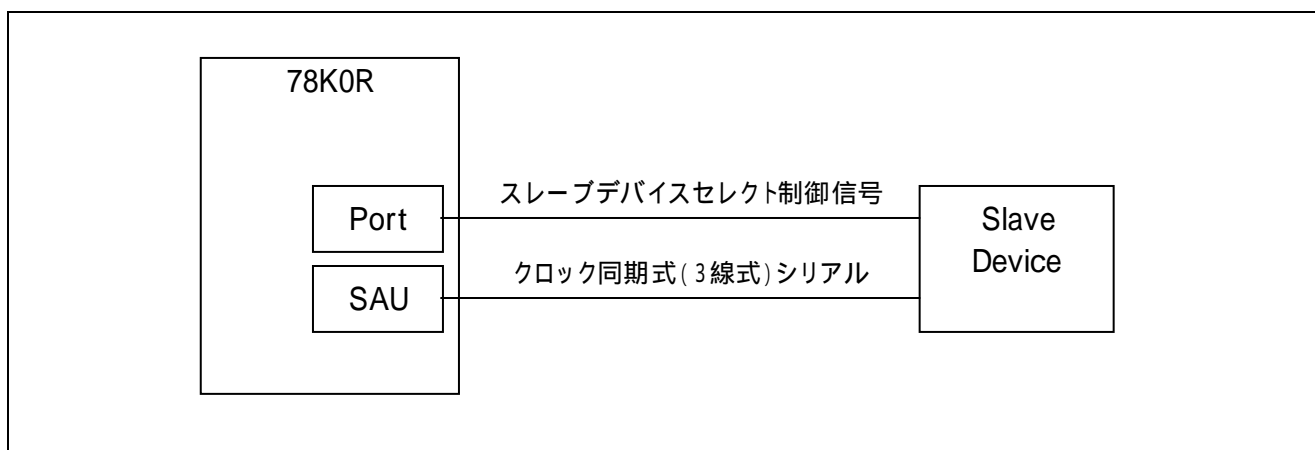 78K0R
Port
スレーブデバイスセレクト制御信号
Slave
Device
クロック同期式(3線式)シリアル
SAU